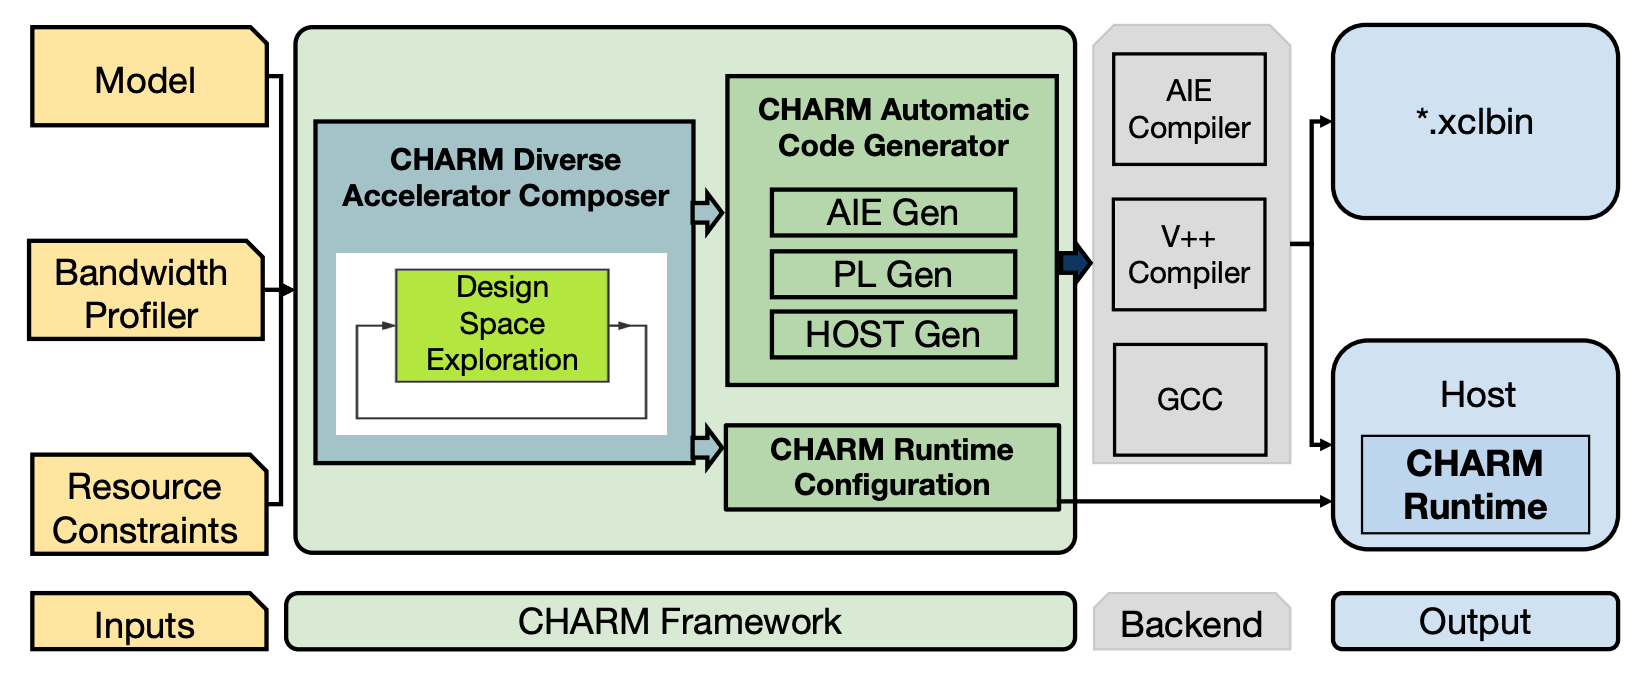 Model
Bandwidth
Profiler
Resource
Constraints
CHARM Diverse
Accelerator Composer
Design
Space
Exploration
CHARM Automatic
Code Generator
AIE Gen
PL Gen
HOST Gen
CHARM Runtime
Configuration
AIE
Compiler
V++
Compiler
GCC
*.xclbin
Host
CHARM
Runtime
Inputs
CHARM Framework
Backend
Output